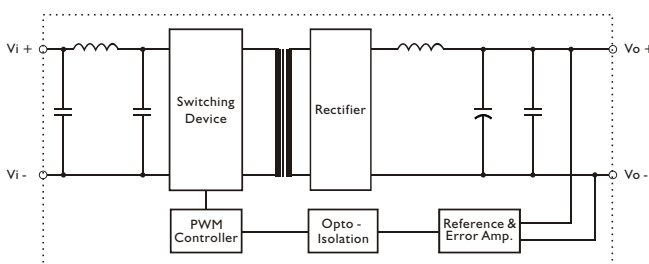 Vi +
Vo +
Switching
Device
Rectifier
Vi -
Vo -
PWM
Controller
Opto -
Isolation
Reference &
Error Amp.